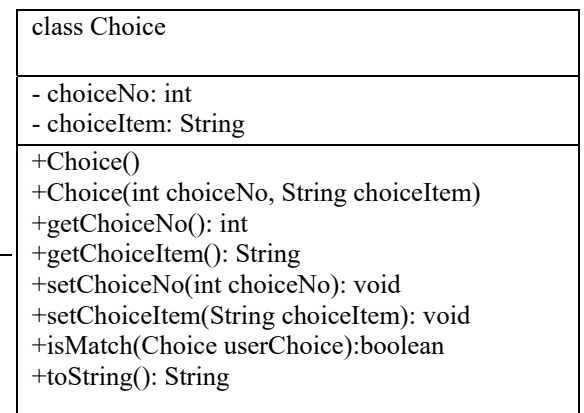 class Choice
- choiceNo: int
- choiceItem: String
+Choice()
+Choice(int choiceNo, String choiceItem)
+getChoiceNo(): int
+getChoiceItem(): String
+setChoiceNo(int choiceNo): void
+setChoiceItem(String choiceItem): void
+isMatch(Choice userChoice):boolean
+toString(): String